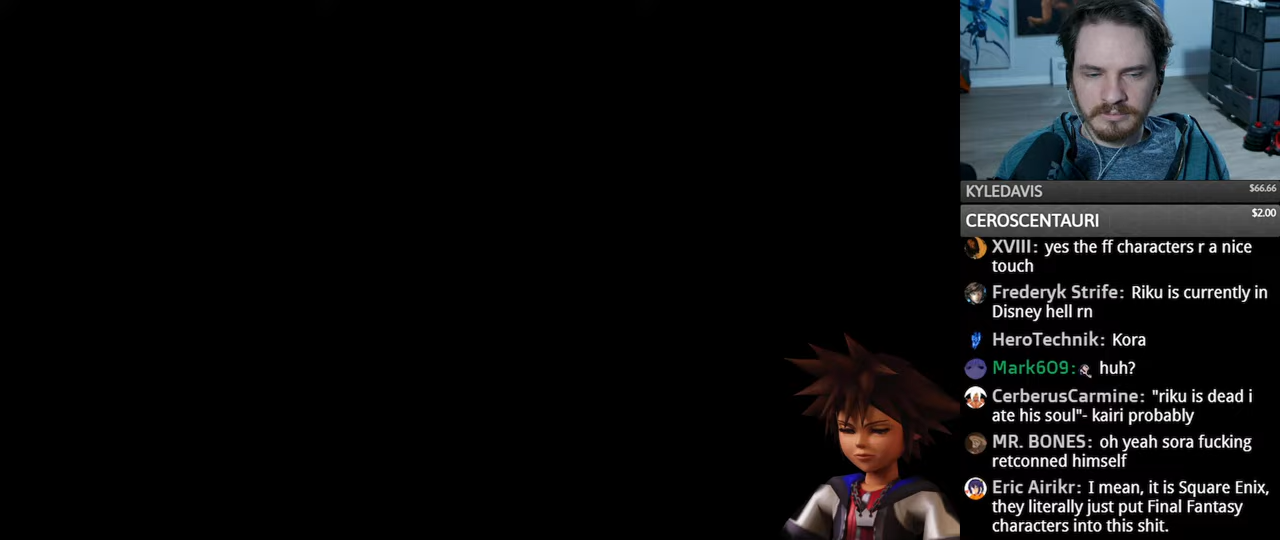 KYLEDAVIS $66.66
CEROSCENTAURI $2.00
XVIII: yes the ff characters r a nice
touch
Frederyk Strife: Riku is currently in
Disney hell rn
HeroTechnik: Kora
Mark609: huh?
CerberusCarmine: "riku is dead i
ate his soul"- kairi probably
MR. BONES: oh yeah sora fucking
retconned himself
Eric Airikr: I mean, it is Square Enix,
they literally just put Final Fantasy
characters into this shit.